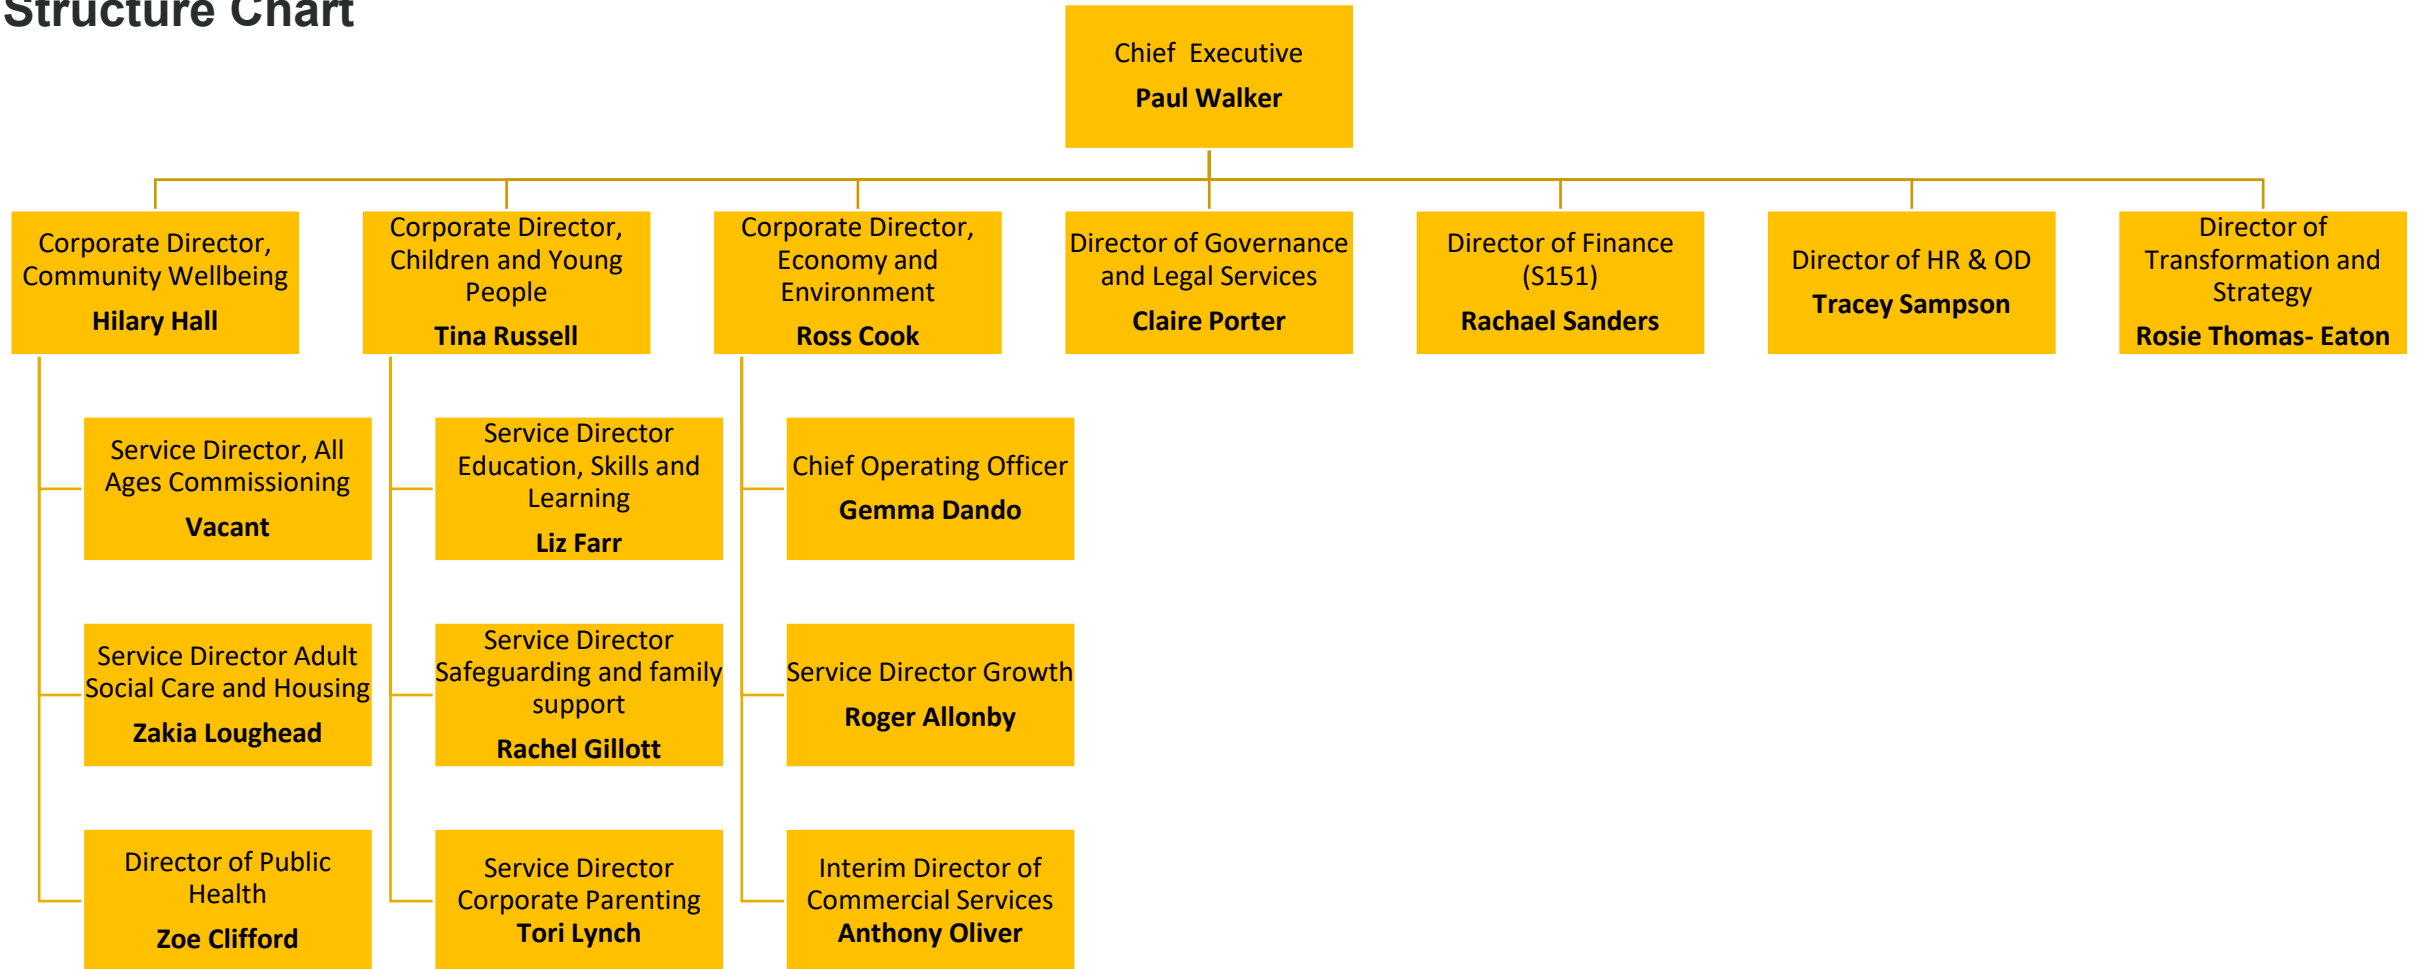 Structure Chart
Chief Executive
Paul Walker
Corporate Director,
Community Wellbeing
Hilary Hall
Corporate Director,
Children and Young
People
Tina Russell
Corporate Director,
Economy and
Environment
Ross Cook
Director of Governance
and Legal Services
Claire Porter
Director of Finance
(S151)
Rachael Sanders
Director of HR & OD
Tracey Sampson
Director of
Transformation and
Strategy
Rosie Thomas- Eaton
Service Director, All
Ages Commissioning
Vacant
Service Director
Education, Skills and
Learning
Liz Farr
Chief Operating Officer
Gemma Dando
Service Director Adult
Social Care and Housing
Zakia Loughead
Service Director
Safeguarding and family
support
Rachel Gillott
Service Director Growth
Roger Allonby
Director of Public
Health
Zoe Clifford
Service Director
Corporate Parenting
Tori Lynch
Interim Director of
Commercial Services
Anthony Oliver